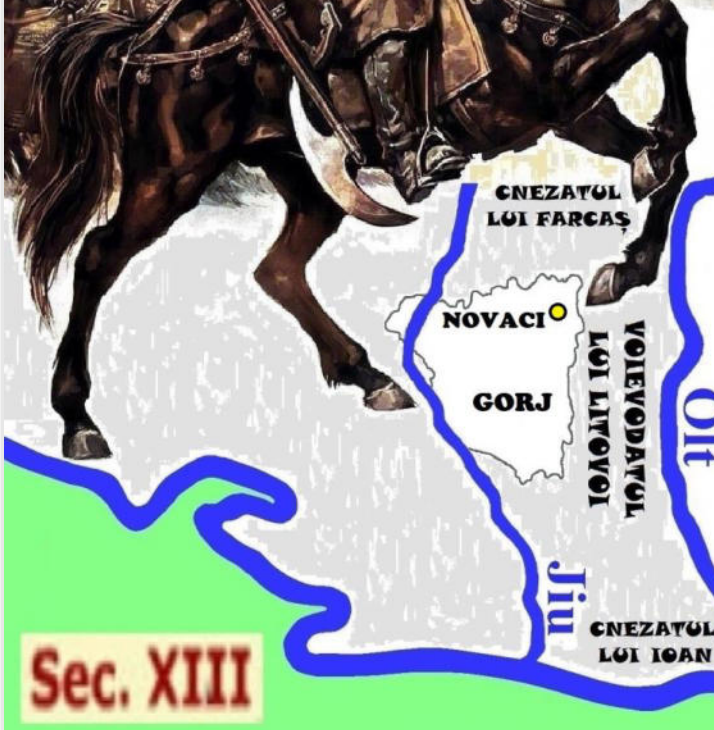 CNEZATUL
LUI FARCAȘ
NOVACI
GORJ
VOIEVODATUL
LUI LITOVOI
Olt
Jiu
CNEZATUL
LUI IOAN
Sec. XIII